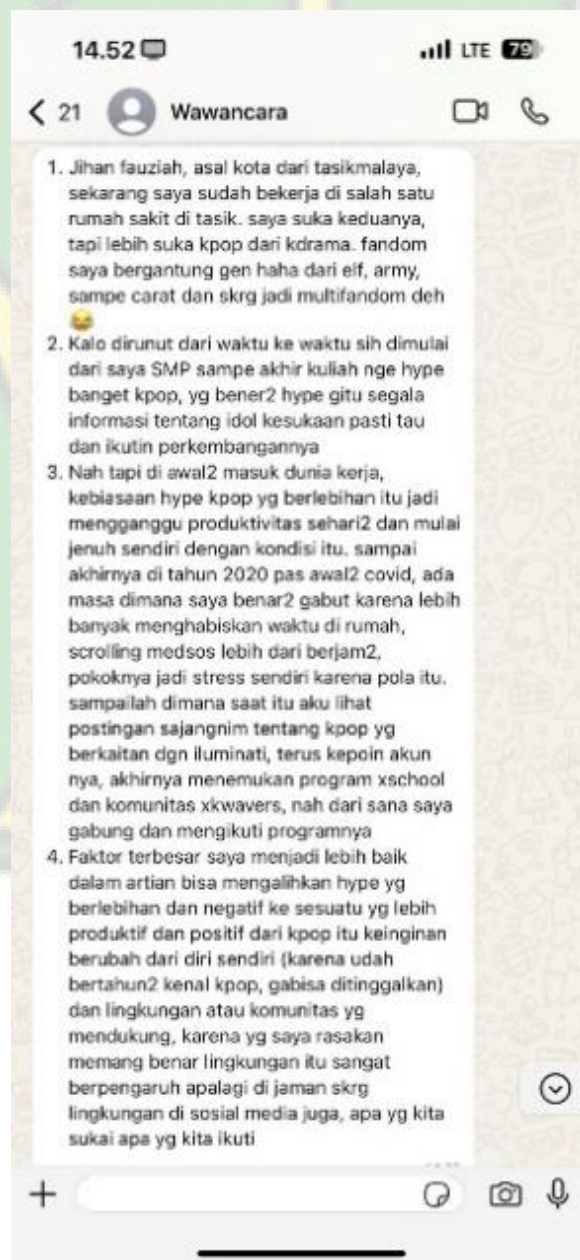 14.52
LTE 79
21 Wawancara
1. Jihan fauziah, asal kota dari tasikmalaya,
sekarang saya sudah bekerja di salah satu
rumah sakit di tasik. saya suka keduanya,
tapi lebih suka kpop dari kdrama. fandom
saya bergantung gen haha dari elf, army,
sampe carat dan skrg jadi multifandom deh
😂
2. Kalo dirunut dari waktu ke waktu sih dimulai
dari saya SMP sampe akhir kuliah nge hype
banget kpop, yg bener2 hype gitu segala
informasi tentang idol kesukaan pasti tau
dan ikutin perkembangannya
3. Nah tapi di awal2 masuk dunia kerja,
kebiasaan hype kpop yg berlebihan itu jadi
mengganggu produktivitas sehari2 dan mulai
jenuh sendiri dengan kondisi itu. sampai
akhirnya di tahun 2020 pas awal2 covid, ada
masa dimana saya benar2 gabut karena lebih
banyak menghabiskan waktu di rumah,
scrolling medsos lebih dari berjam2,
pokoknya jadi stress sendiri karena pola itu.
sampailah dimana saat itu aku lihat
postingan sajangnim tentang kpop yg
berkaitan dgn iluminati, terus kepoin akun
nya, akhirnya menemukan program xschool
dan komunitas xkwavers, nah dari sana saya
gabung dan mengikuti programnya
4. Faktor terbesar saya menjadi lebih baik
dalam artian bisa mengalihkan hype yg
berlebihan dan negatif ke sesuatu yg lebih
produktif dan positif dari kpop itu keinginan
berubah dari diri sendiri (karena udah
bertahun2 kenal kpop, gabisa ditinggalkan)
dan lingkungan atau komunitas yg
mendukung, karena yg saya rasakan
memang benar lingkungan itu sangat
berpengaruh apalagi di jaman skrg
lingkungan di sosial media juga, apa yg kita
sukai apa yg kita ikuti